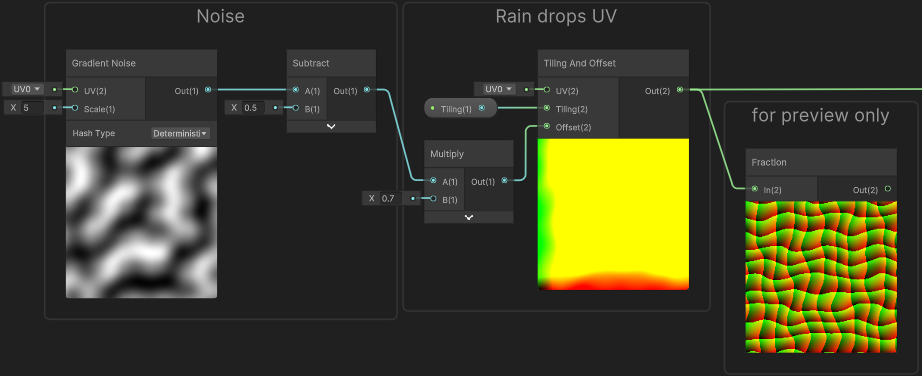 Noise
Gradient Noise
UV0
UV(2)
Out(1)
X 5
Scale(1)
Hash Type
Deterministi
Subtract
A(1)
Out(1)
X 0.5
B(1)
Rain drops UV
Tiling(1)
Multiply
A(1)
Out(1)
X 0.7
B(1)
Tiling And Offset
UV0
UV(2)
Out(2)
Tiling(2)
Offset(2)
for preview only
Fraction
In(2)
Out(2)